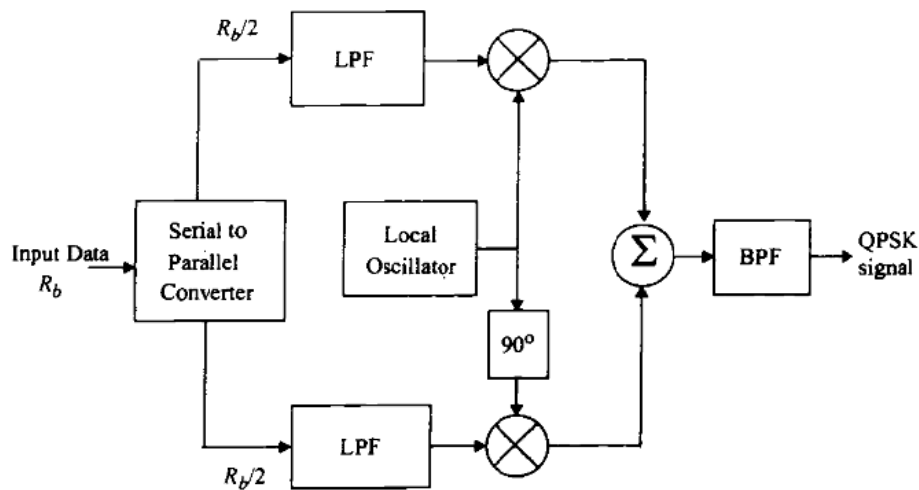 R_b/2
LPF
Serial to
Parallel
Converter
Input Data
R_b
Local
Oscillator
90°
Σ
BPF
QPSK
signal
LPF
R_b/2